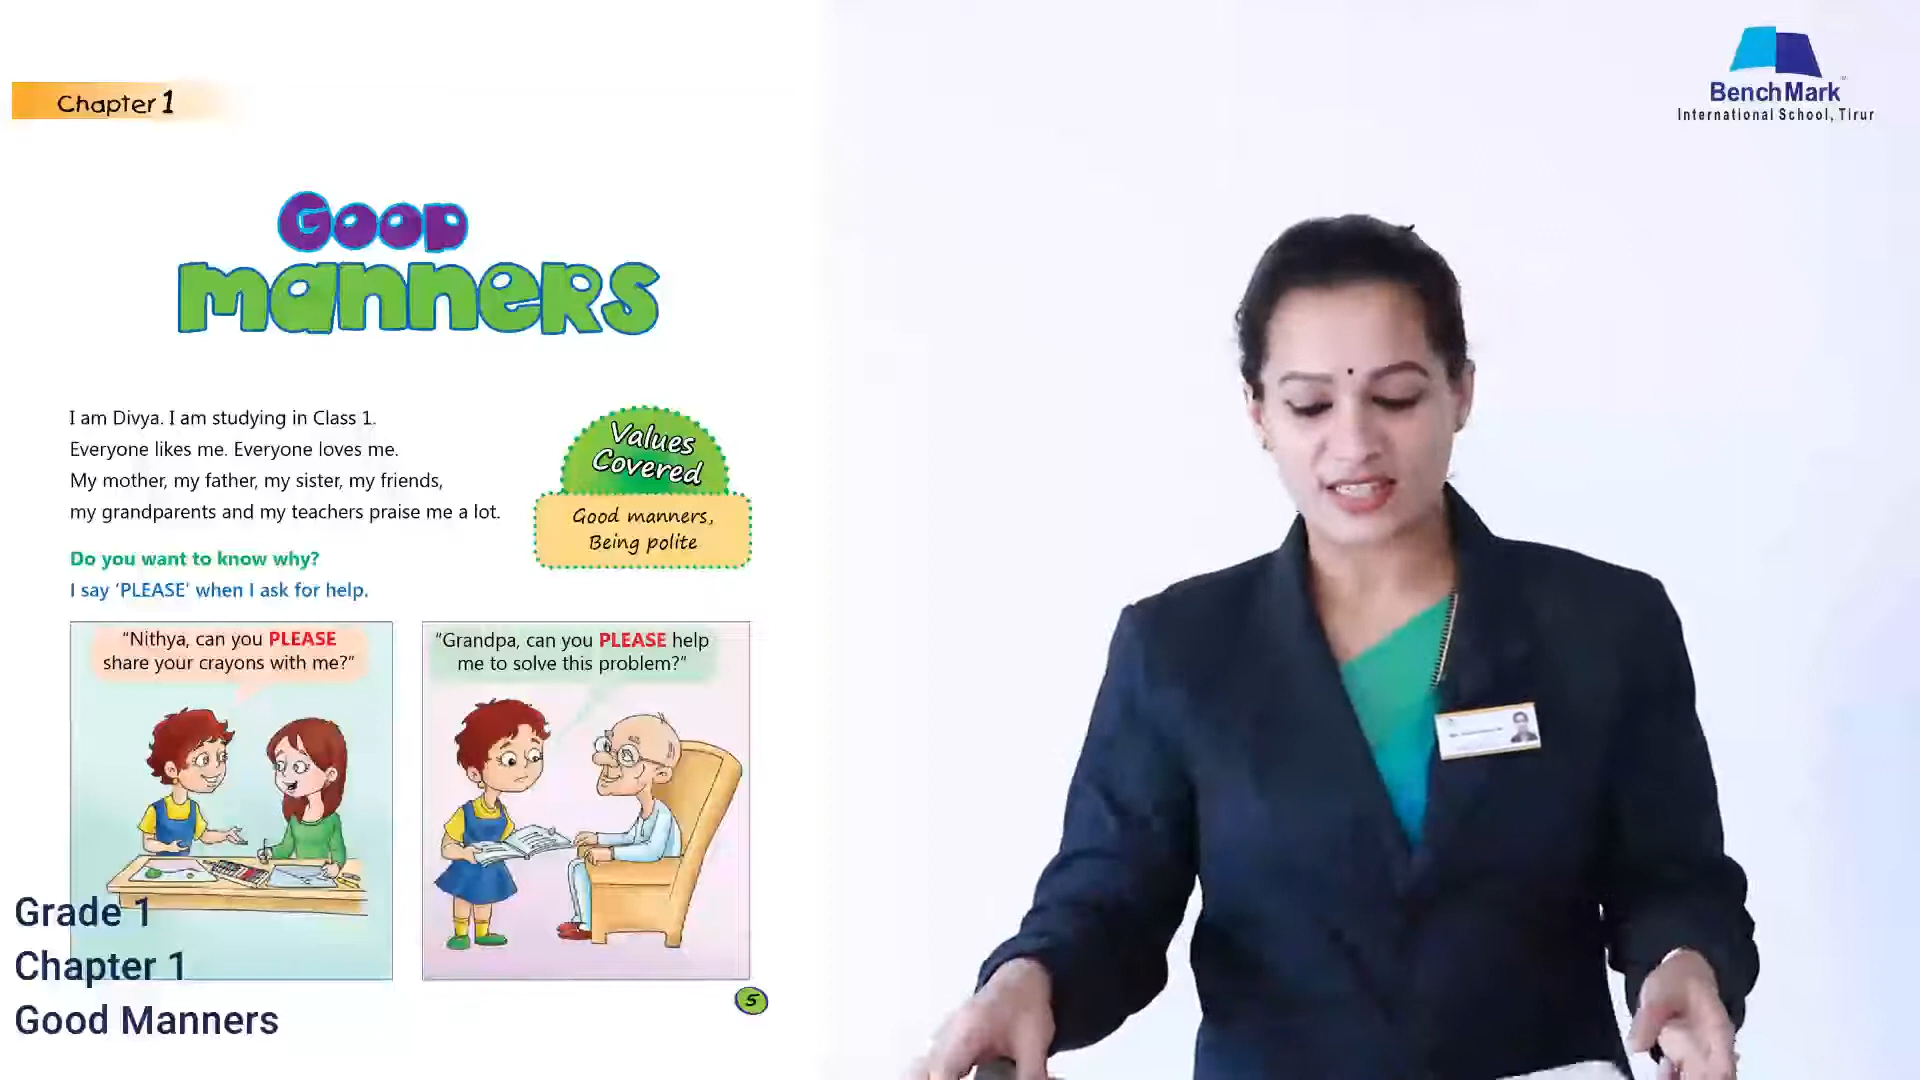 Chapter 1
Good
manners
I am Divya. I am studying in Class 1.
Everyone likes me. Everyone loves me.
My mother, my father, my sister, my friends,
my grandparents and my teachers praise me a lot.
Values
Covered
Good manners,
Being polite
Do you want to know why?
I say ‘PLEASE’ when I ask for help.
“Nithya, can you PLEASE
share your crayons with me?”
“Grandpa, can you PLEASE help
me to solve this problem?”
5
Grade 1
Chapter 1
Good Manners
BenchMark
International School, Tirur